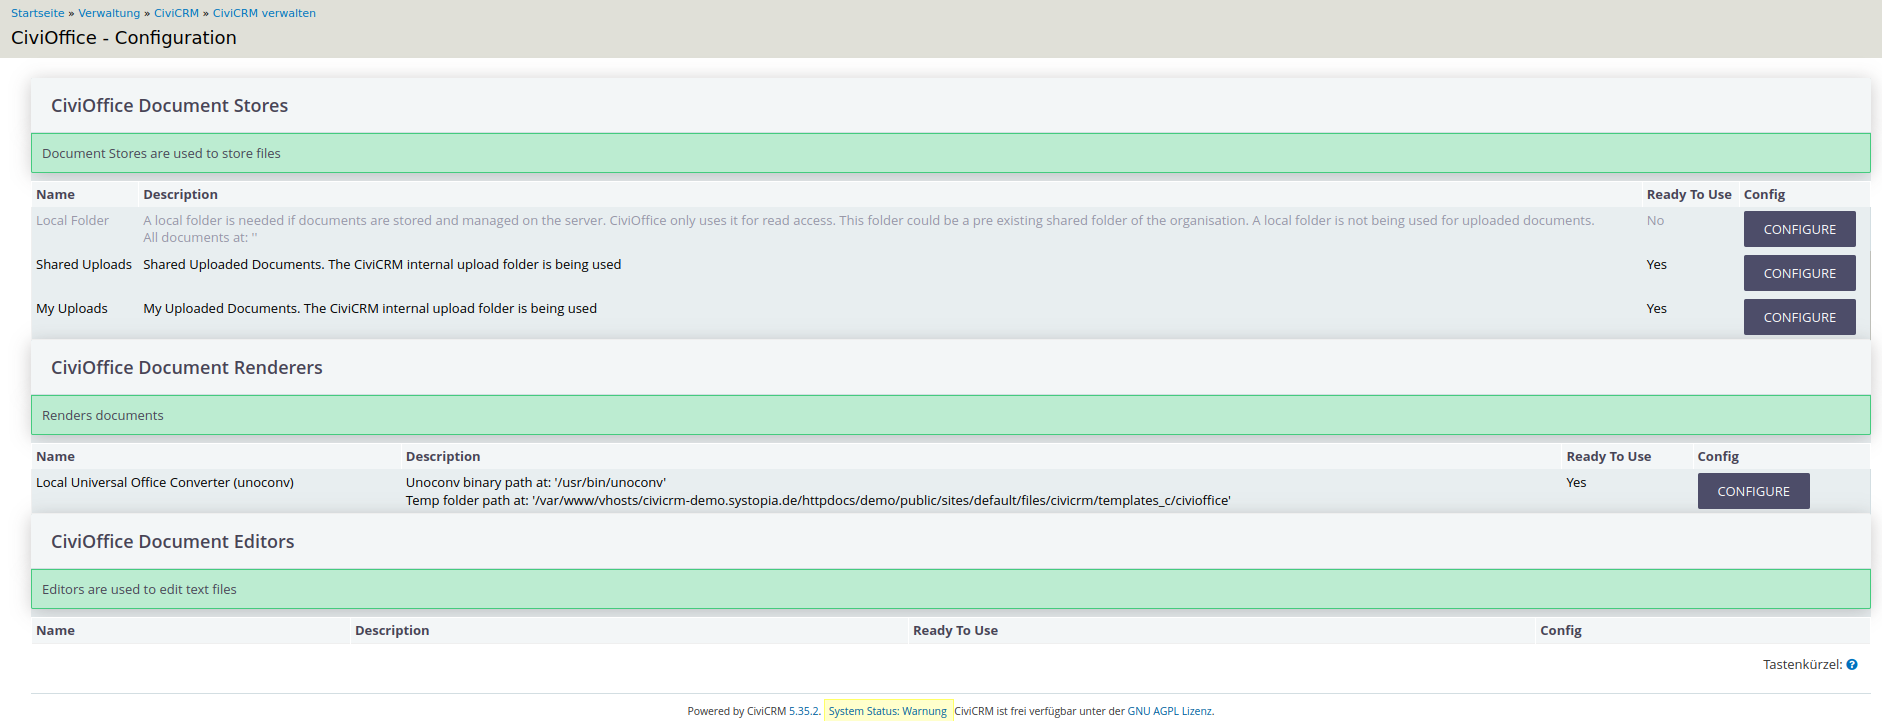 Startseite » Verwaltung » CiviCRM » CiviCRM verwalten
CiviOffice - Configuration
CiviOffice Document Stores
Document Stores are used to store files
Name Description Ready To Use Config
Local Folder A local folder is needed if documents are stored and managed on the server. CiviOffice only uses it for read access. This folder could be a pre existing shared folder of the organisation. A local folder is not being used for uploaded documents. No
All documents at: ''
CONFIGURE
Shared Uploads Shared Uploaded Documents. The CiviCRM internal upload folder is being used Yes
CONFIGURE
My Uploads My Uploaded Documents. The CiviCRM internal upload folder is being used Yes
CONFIGURE
CiviOffice Document Renderers
Renders documents
Name Description Ready To Use Config
Local Universal Office Converter (unoconv) Unoconv binary path at: '/usr/bin/unoconv' Yes
CONFIGURE
Temp folder path at: '/var/www/vhosts/civicrm-demo.systopia.de/httpdocs/demo/public/sites/default/files/civicrm/templates_c/civioffice'
CiviOffice Document Editors
Editors are used to edit text files
Name Description Ready To Use Config
Tastenkürzel: ?
Powered by CiviCRM 5.35.2. System Status: Warnung CiviCRM ist frei verfügbar unter der GNU AGPL Lizenz.